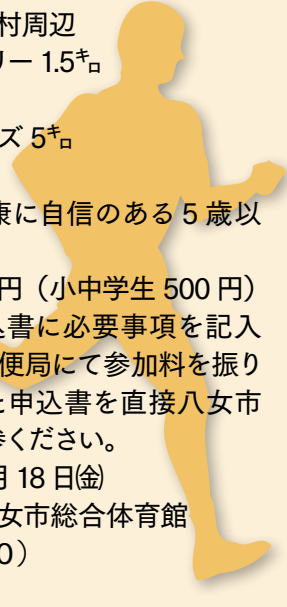 村周辺
リー 1.5㌔
ズ 5㌔
康に自信のある 5 歳以
円（小中学生 500 円）
込書に必要事項を記入
便局にて参加料を振り
と申込書を直接八女市
参ください。
月 18 日㈮
女市総合体育館
0）